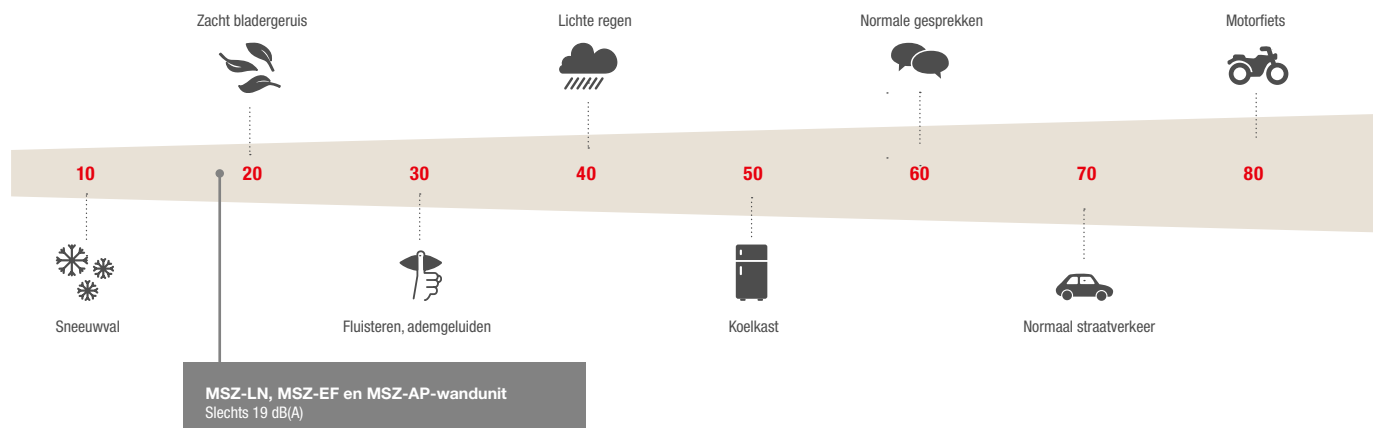 Zacht bladergeruis
Lichte regen
Normale gesprekken
Motorfiets
10 20 30 40 50 60 70 80
Sneeuwval
Fluisteren, ademgeluiden
Koelkast
Normaal straatverkeer
MSZ-LN, MSZ-EF en MSZ-AP-wandunit
Slechts 19 dB(A)